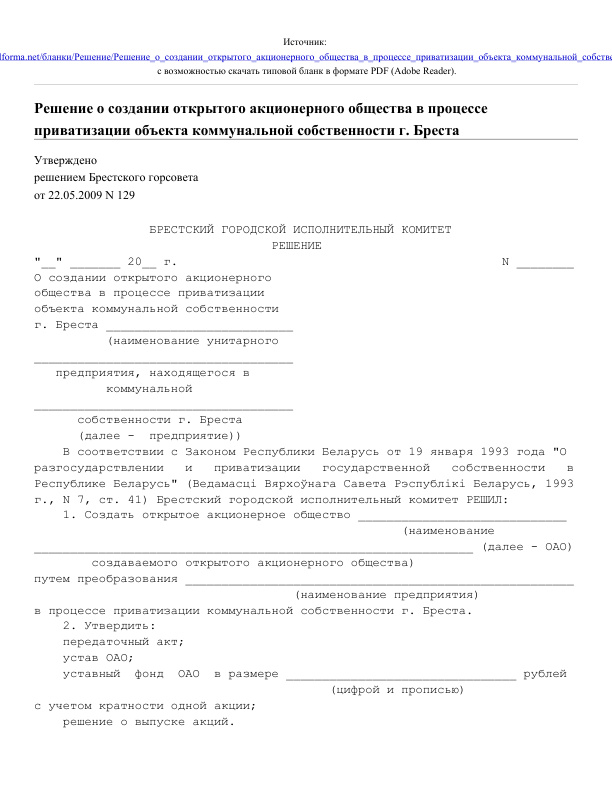 Источник:
lforma.net/бланки/Решение/Решение_о_создании_открытого_акционерного_общества_в_процессе_приватизации_объекта_коммунальной_собстве
с возможностью скачать типовой бланк в формате PDF (Adobe Reader).
Решение о создании открытого акционерного общества в процессе
приватизации объекта коммунальной собственности г. Бреста
Утверждено
решением Брестского горсовета
от 22.05.2009 N 129
БРЕСТСКИЙ ГОРОДСКОЙ ИСПОЛНИТЕЛЬНЫЙ КОМИТЕТ
РЕШЕНИЕ
"__" _______ 20__ г. N ________
О создании открытого акционерного
общества в процессе приватизации
объекта коммунальной собственности
г. Бреста __________________________
(наименование унитарного
____________________________________
предприятия, находящегося в
коммунальной
____________________________________
собственности г. Бреста
(далее - предприятие))
В соответствии с Законом Республики Беларусь от 19 января 1993 года "О
разгосударствлении и приватизации государственной собственности в
Республике Беларусь" (Ведамасцi Вярхоўнага Савета Рэспублiкi Беларусь, 1993
г., N 7, ст. 41) Брестский городской исполнительный комитет РЕШИЛ:
1. Создать открытое акционерное общество _____________________________
(наименование
_____________________________________________________________ (далее - ОАО)
создаваемого открытого акционерного общества)
путем преобразования ______________________________________________________
(наименование предприятия)
в процессе приватизации коммунальной собственности г. Бреста.
2. Утвердить:
передаточный акт;
устав ОАО;
уставный фонд ОАО в размере ________________________________ рублей
(цифрой и прописью)
с учетом кратности одной акции;
решение о выпуске акций.